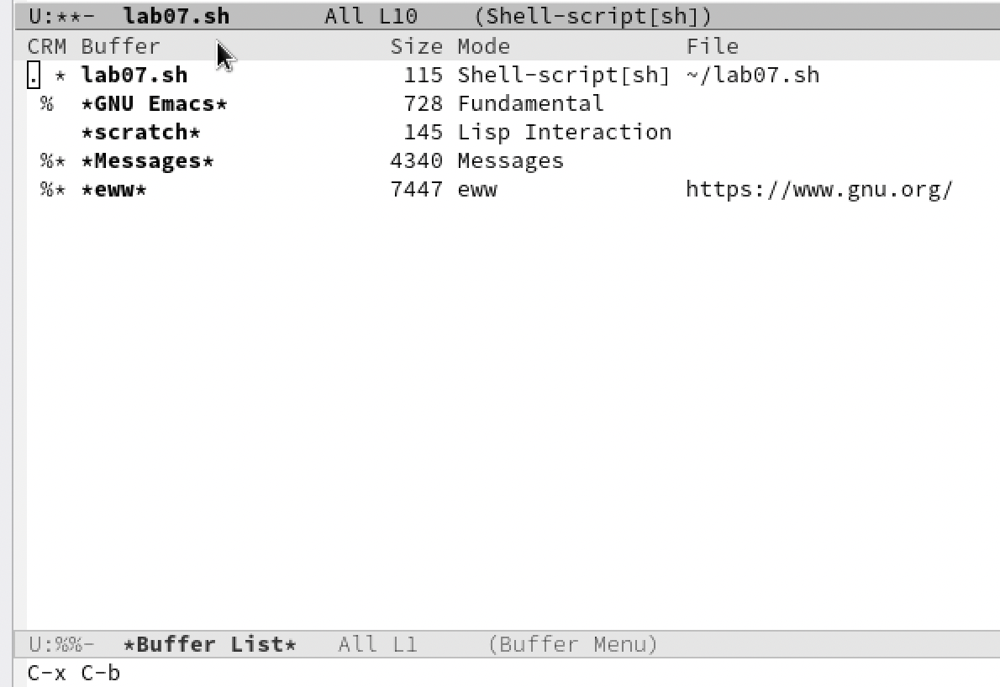 U:**-  lab07.sh       All L10    (Shell-script[sh])
CRM Buffer                 Size Mode             File
. * lab07.sh                115 Shell-script[sh] ~/lab07.sh
 %  *GNU Emacs*             728 Fundamental
    *scratch*               145 Lisp Interaction
 %* *Messages*             4340 Messages
 %* *eww*                  7447 eww              https://www.gnu.org/
U:%%-  *Buffer List*   All L1     (Buffer Menu)
C-x C-b